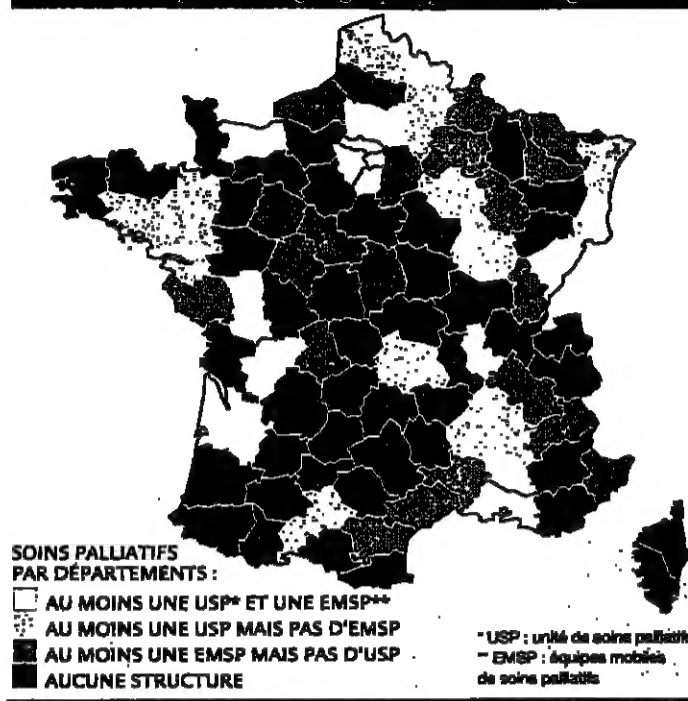 SOINS PALLIATIFS
PAR DÉPARTEMENTS :
AU MOINS UNE USP* ET UNE EMSP**
AU MOINS UNE USP MAIS PAS D'EMSP
AU MOINS UNE EMSP MAIS PAS D'USP
AUCUNE STRUCTURE
* USP : unité de soins palliatifs
** EMSP : équipes mobiles
de soins palliatifs